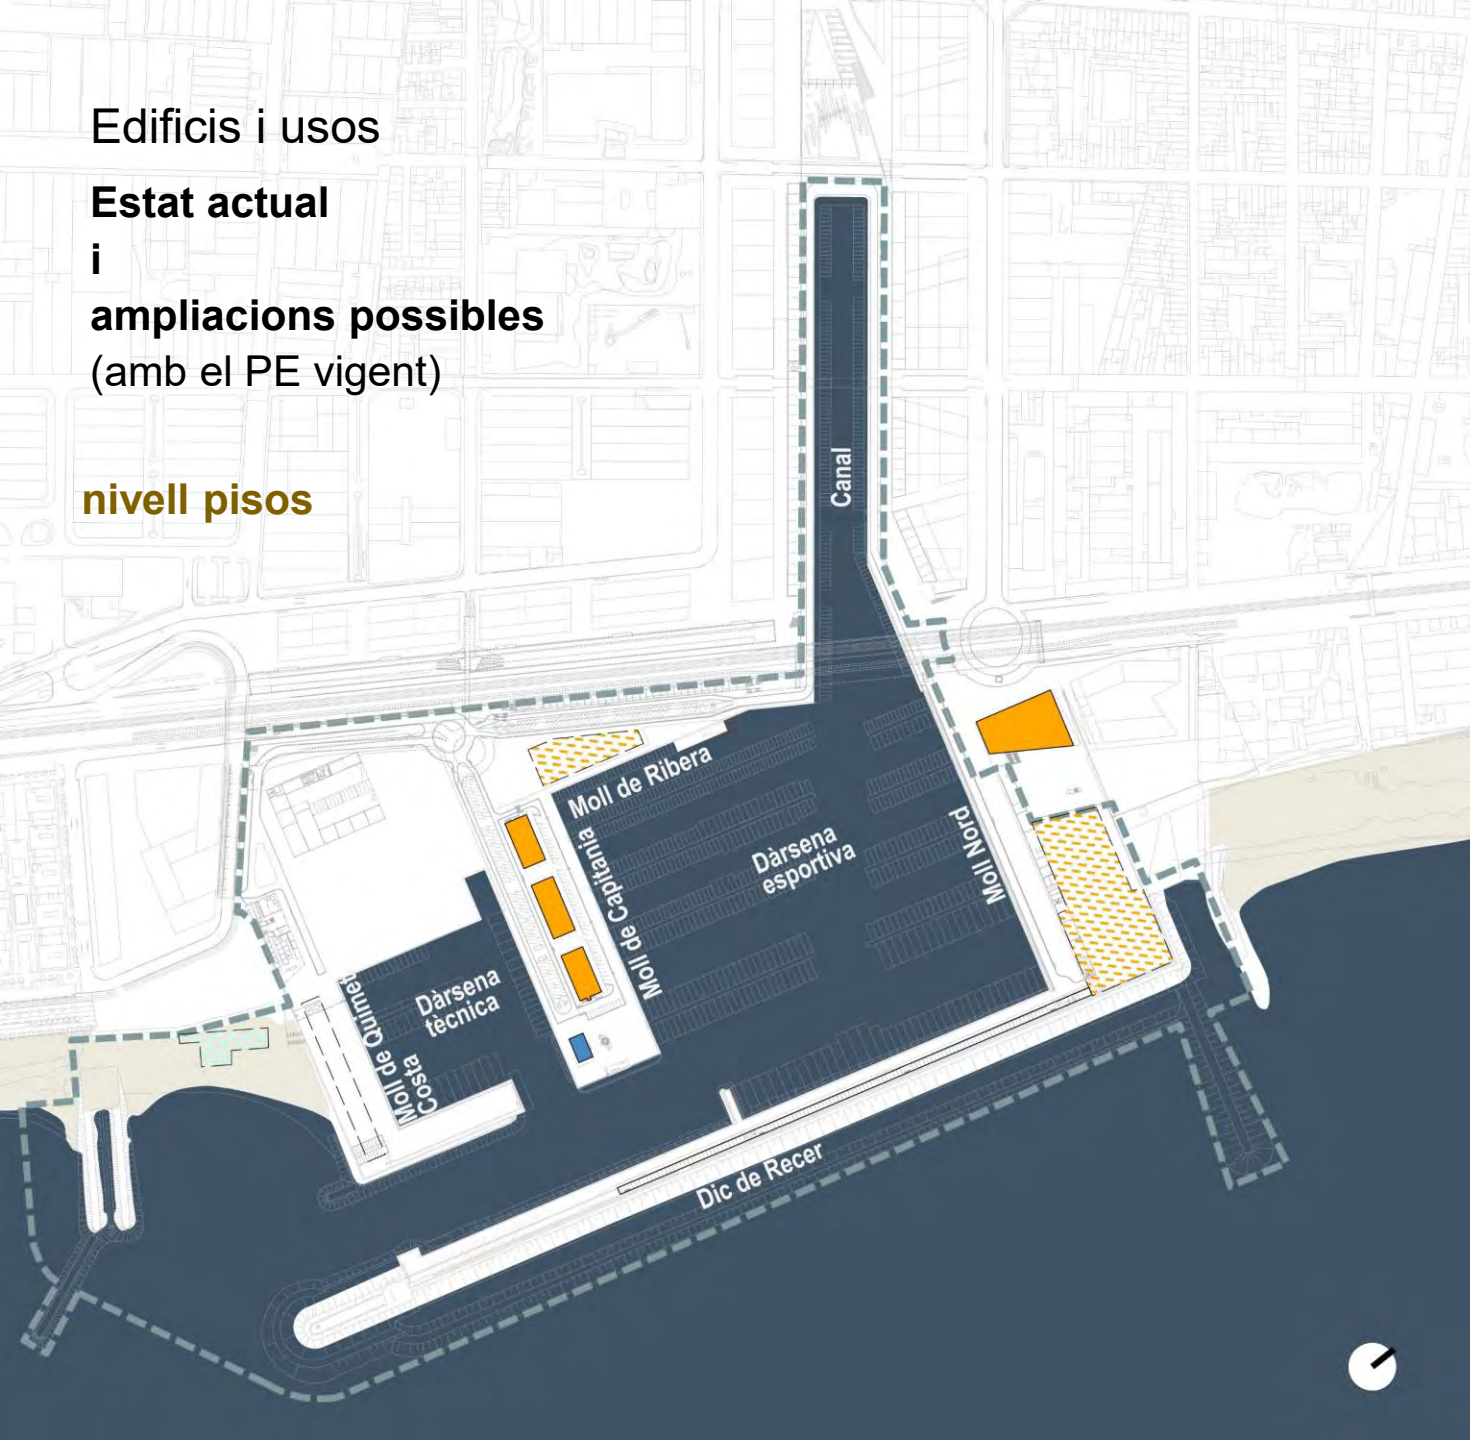 Edificis i usos
Estat actual
i
ampliacions possibles
(amb el PE vigent)
nivell pisos
Canal
Moll de Ribera
Moll de Capitania
Dàrsena
esportiva
Moll Nord
Dàrsena
tècnica
Moll de Quimet
Costa
Dic de Recer